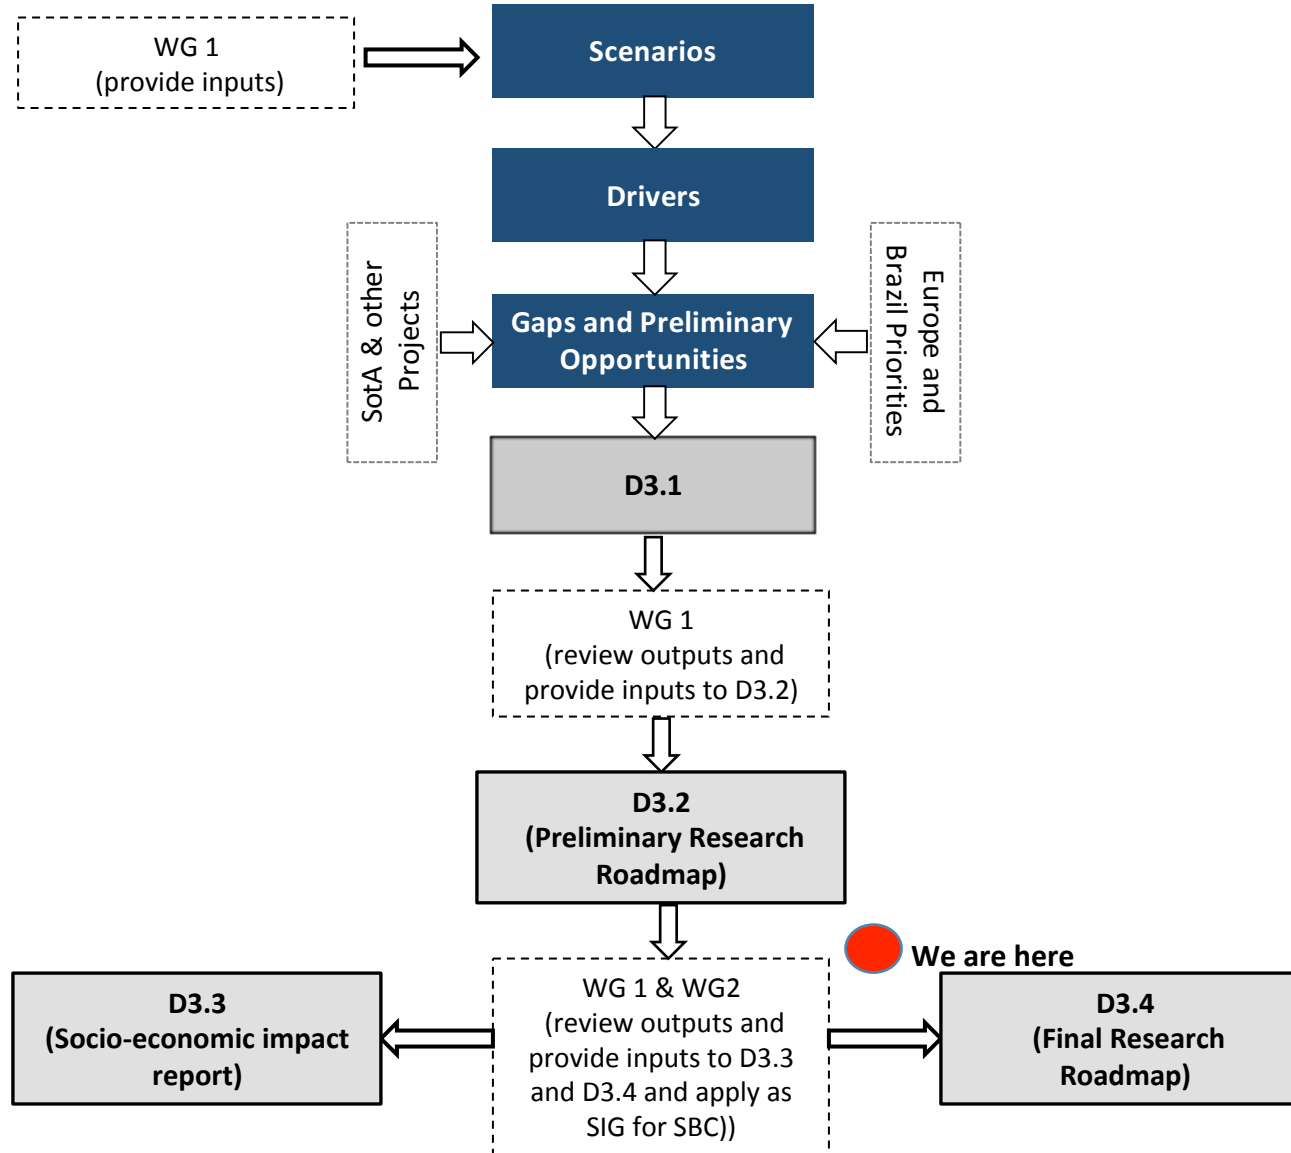 WG 1
(provide inputs)
Scenarios
Drivers
SotA & other
Projects
Gaps and Preliminary
Opportunities
Europe and
Brazil Priorities
D3.1
WG 1
(review outputs and
provide inputs to D3.2)
D3.2
(Preliminary Research
Roadmap)
We are here
D3.3
(Socio-economic impact
report)
WG 1 & WG2
(review outputs and
provide inputs to D3.3
and D3.4 and apply as
SIG for SBC))
D3.4
(Final Research
Roadmap)